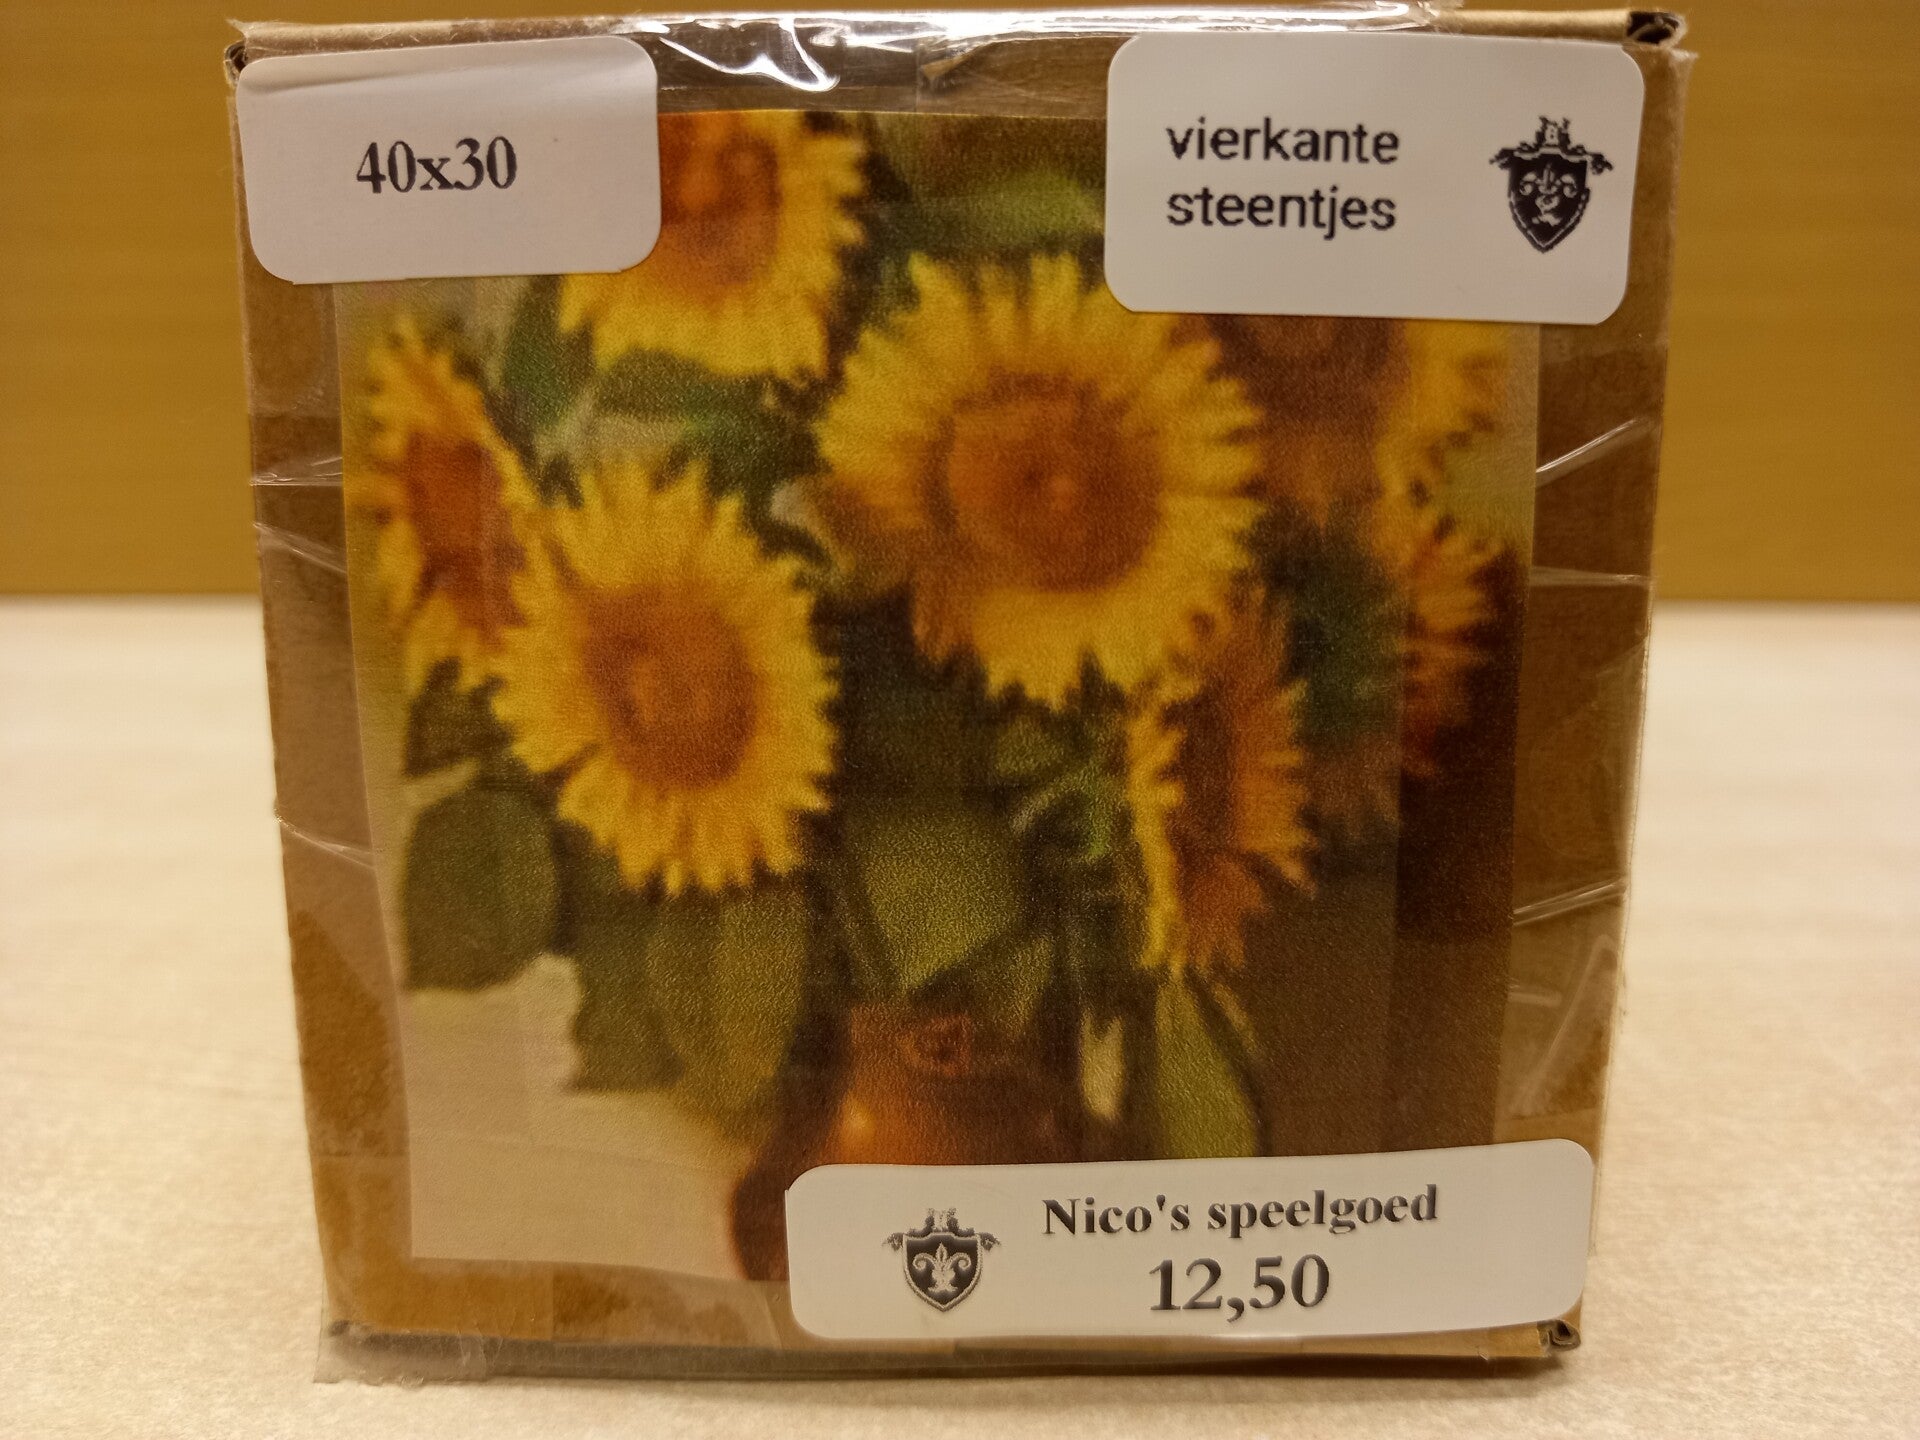 40x30
vierkante
steentjes
Nico's speelgoed
12,50